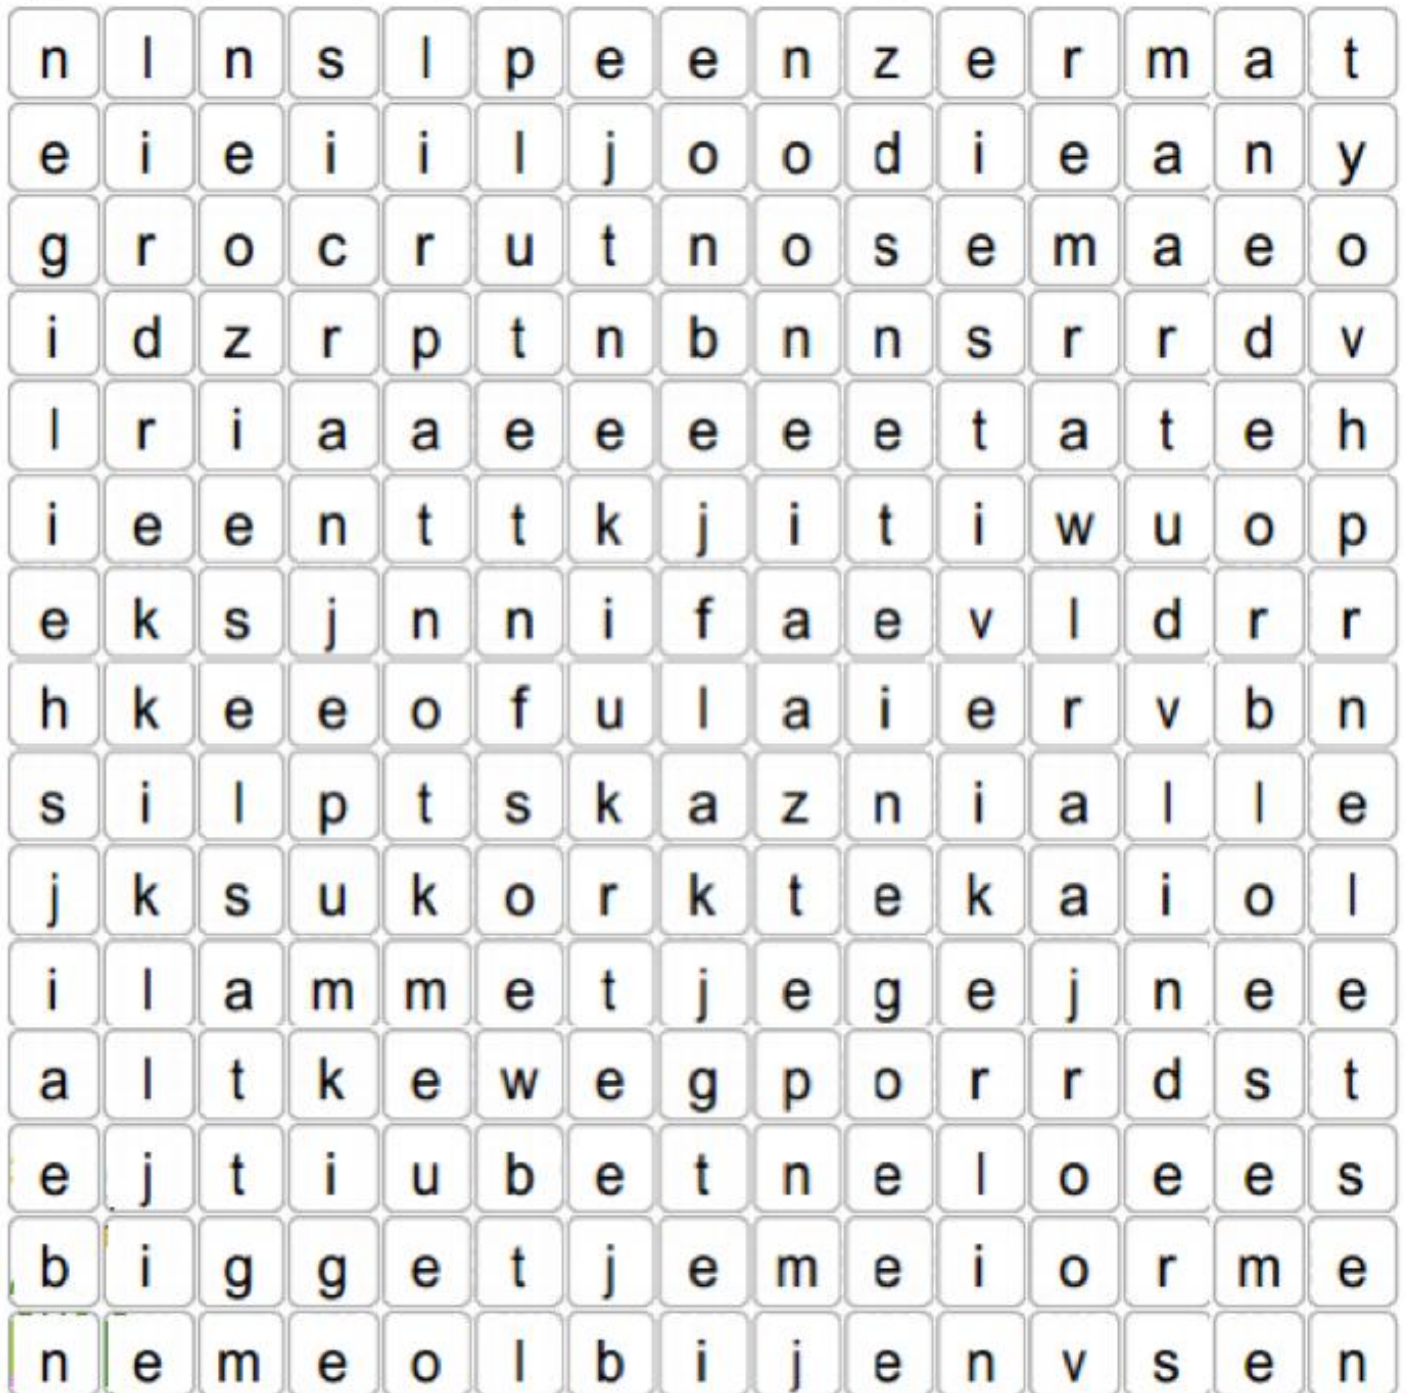 n l n s l p e e n z e r m a t
e i e i i l j o o d i e a n y
g r o c r u t n o s e m a e o
i d z r p t n b n n s r r d v
l r i a a e e e e e t a t e h
i e e n t t k j i t i w u o p
e k s j n n i f a e v l d r r
h k e e o f u l a i e r v b n
s i l p t s k a z n i a l l e
j k s u k o r k t e k a i o l
i l a m m e t j e g e j n e e
a l t k e w e g p o r r d s t
e j t i u b e t n e l o e e s
b i g g e t j e m e i o r m e
n e m e o l b i j e n v s e n